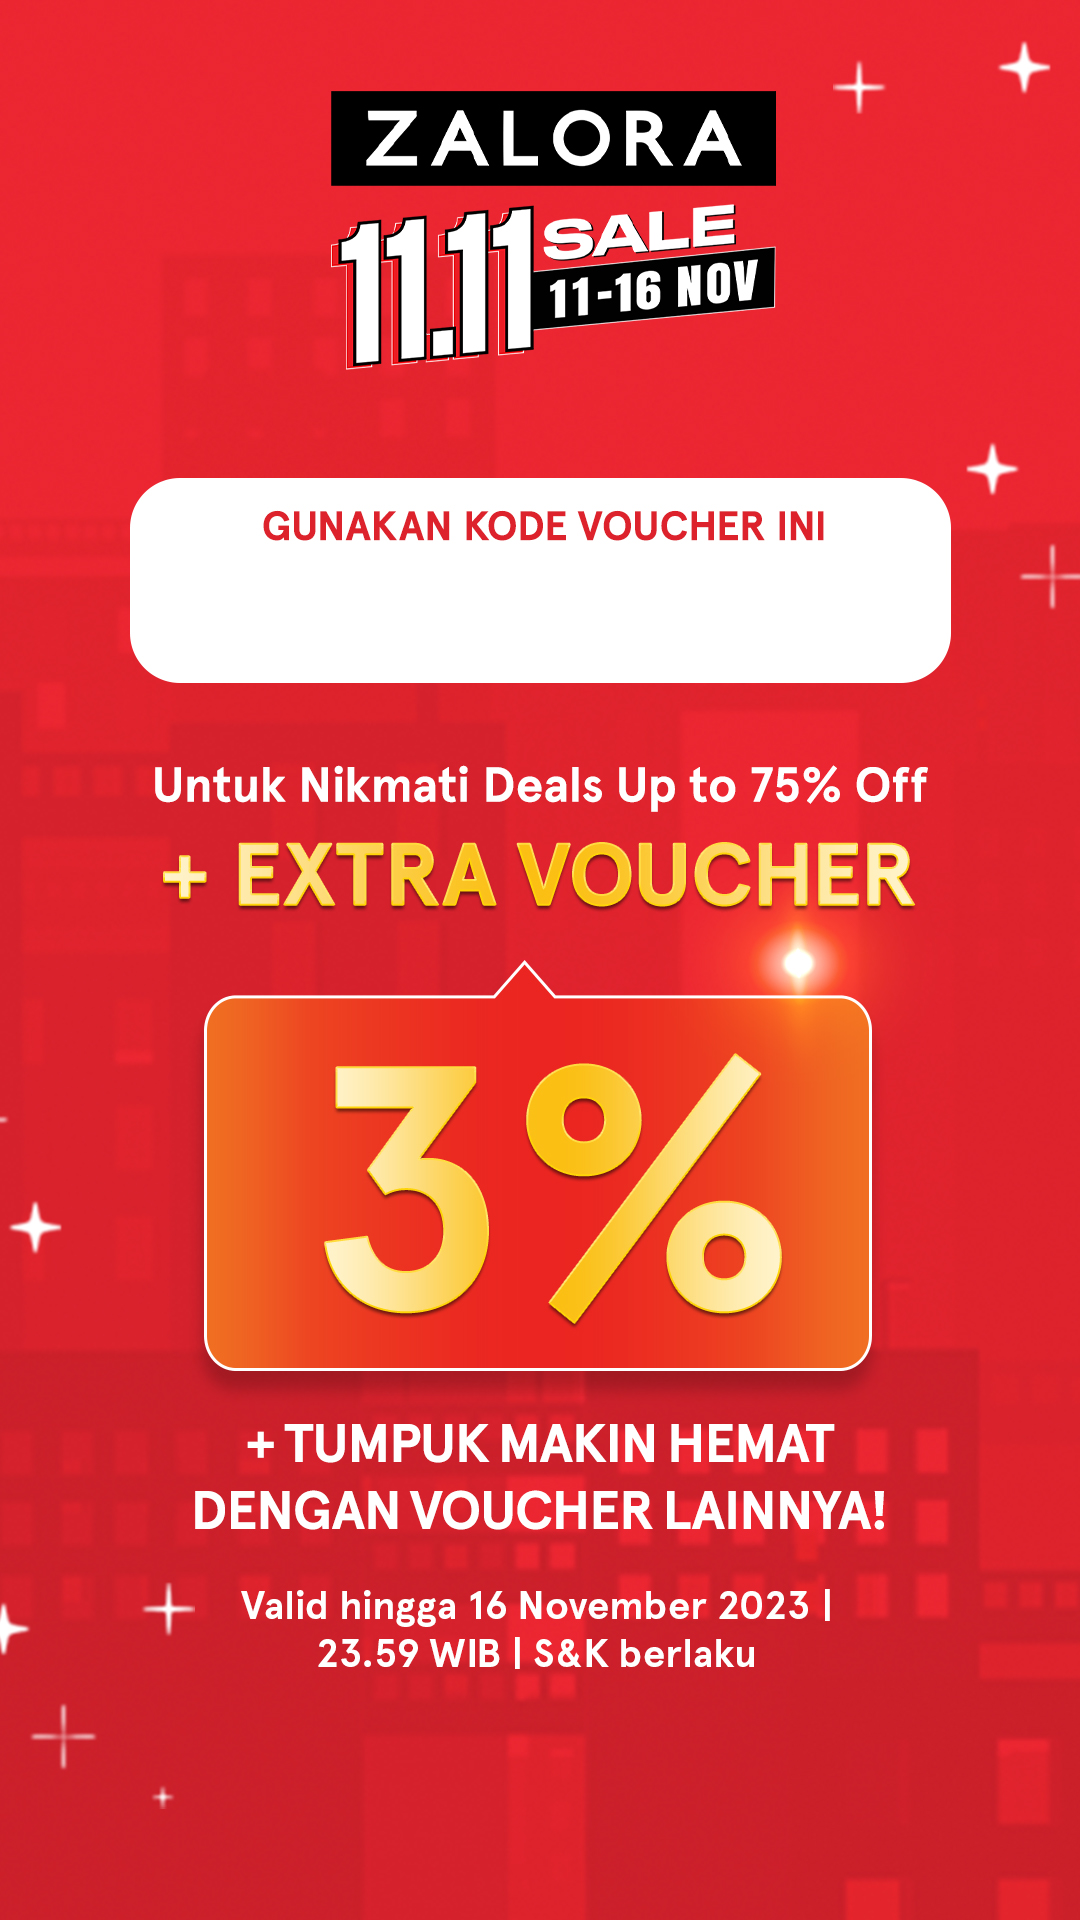 ZALORA
11.11 SALE
11-16 NOV
GUNAKAN KODE VOUCHER INI
Untuk Nikmati Deals Up to 75% Off
+ EXTRA VOUCHER
3%
+ TUMPUK MAKIN HEMAT
DENGAN VOUCHER LAINNYA!
Valid hingga 16 November 2023 |
23.59 WIB | S&K berlaku